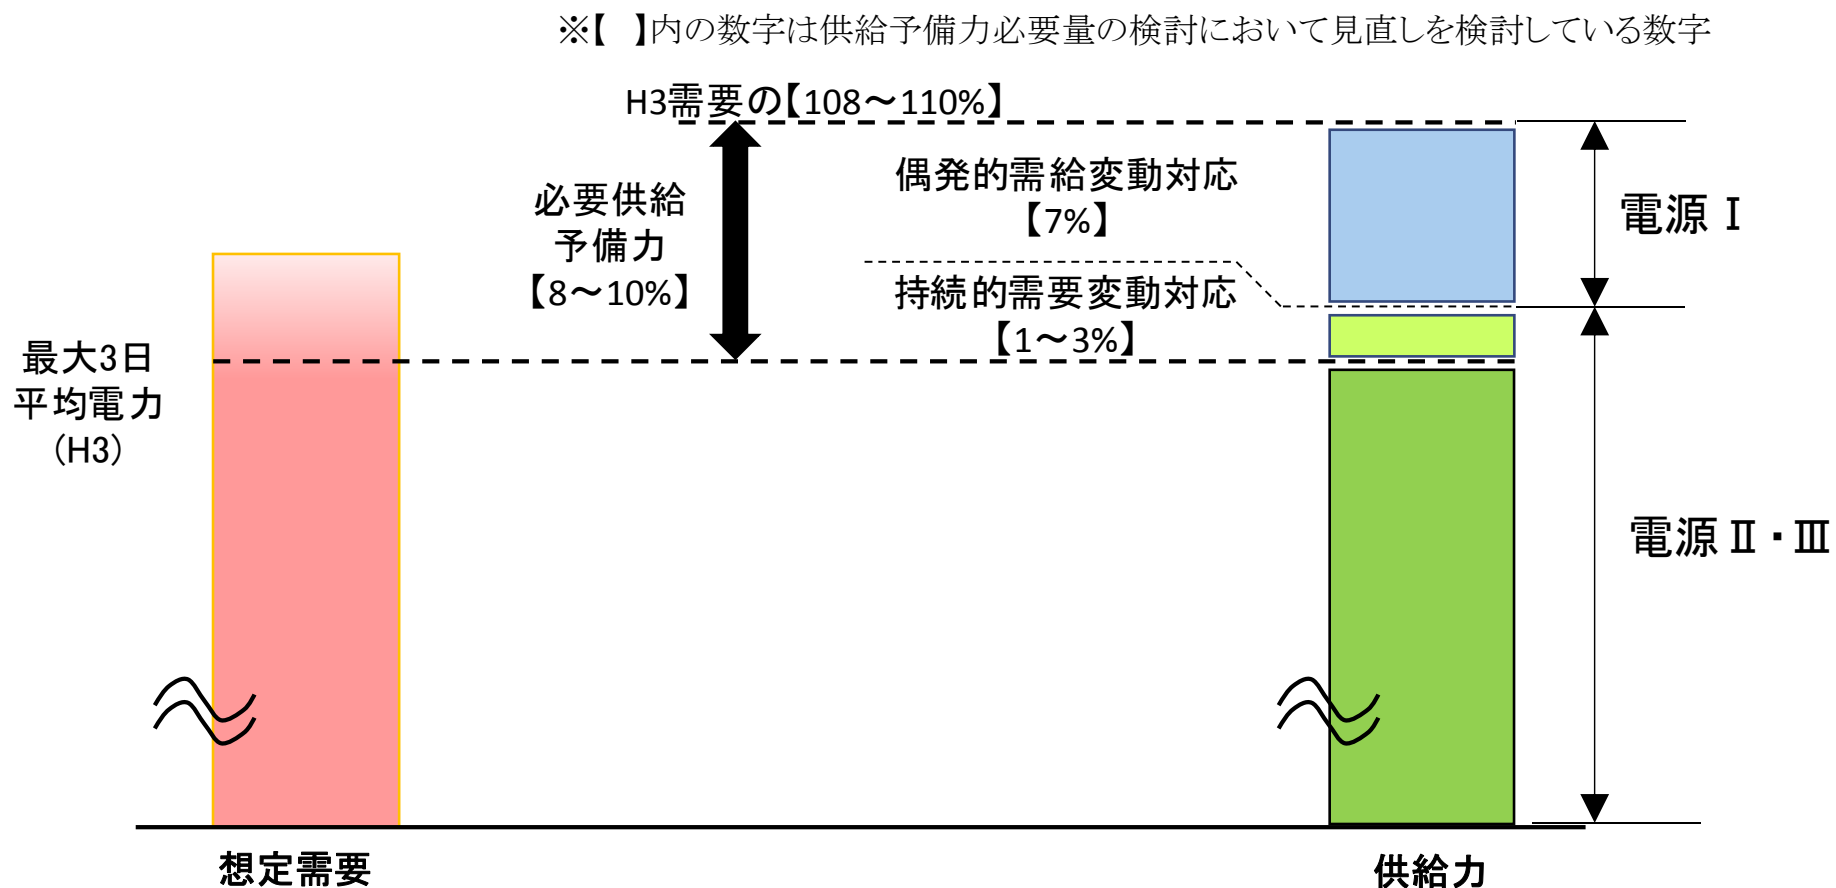 ※【　】内の数字は供給予備力必要量の検討において見直しを検討している数字
H3需要の【108～110%】
必要供給
予備力
【8～10%】
偶発的需給変動対応
【7%】
電源Ⅰ
持続的需要変動対応
【1～3%】
最大3日
平均電力
(H3)
電源Ⅱ・Ⅲ
想定需要
供給力